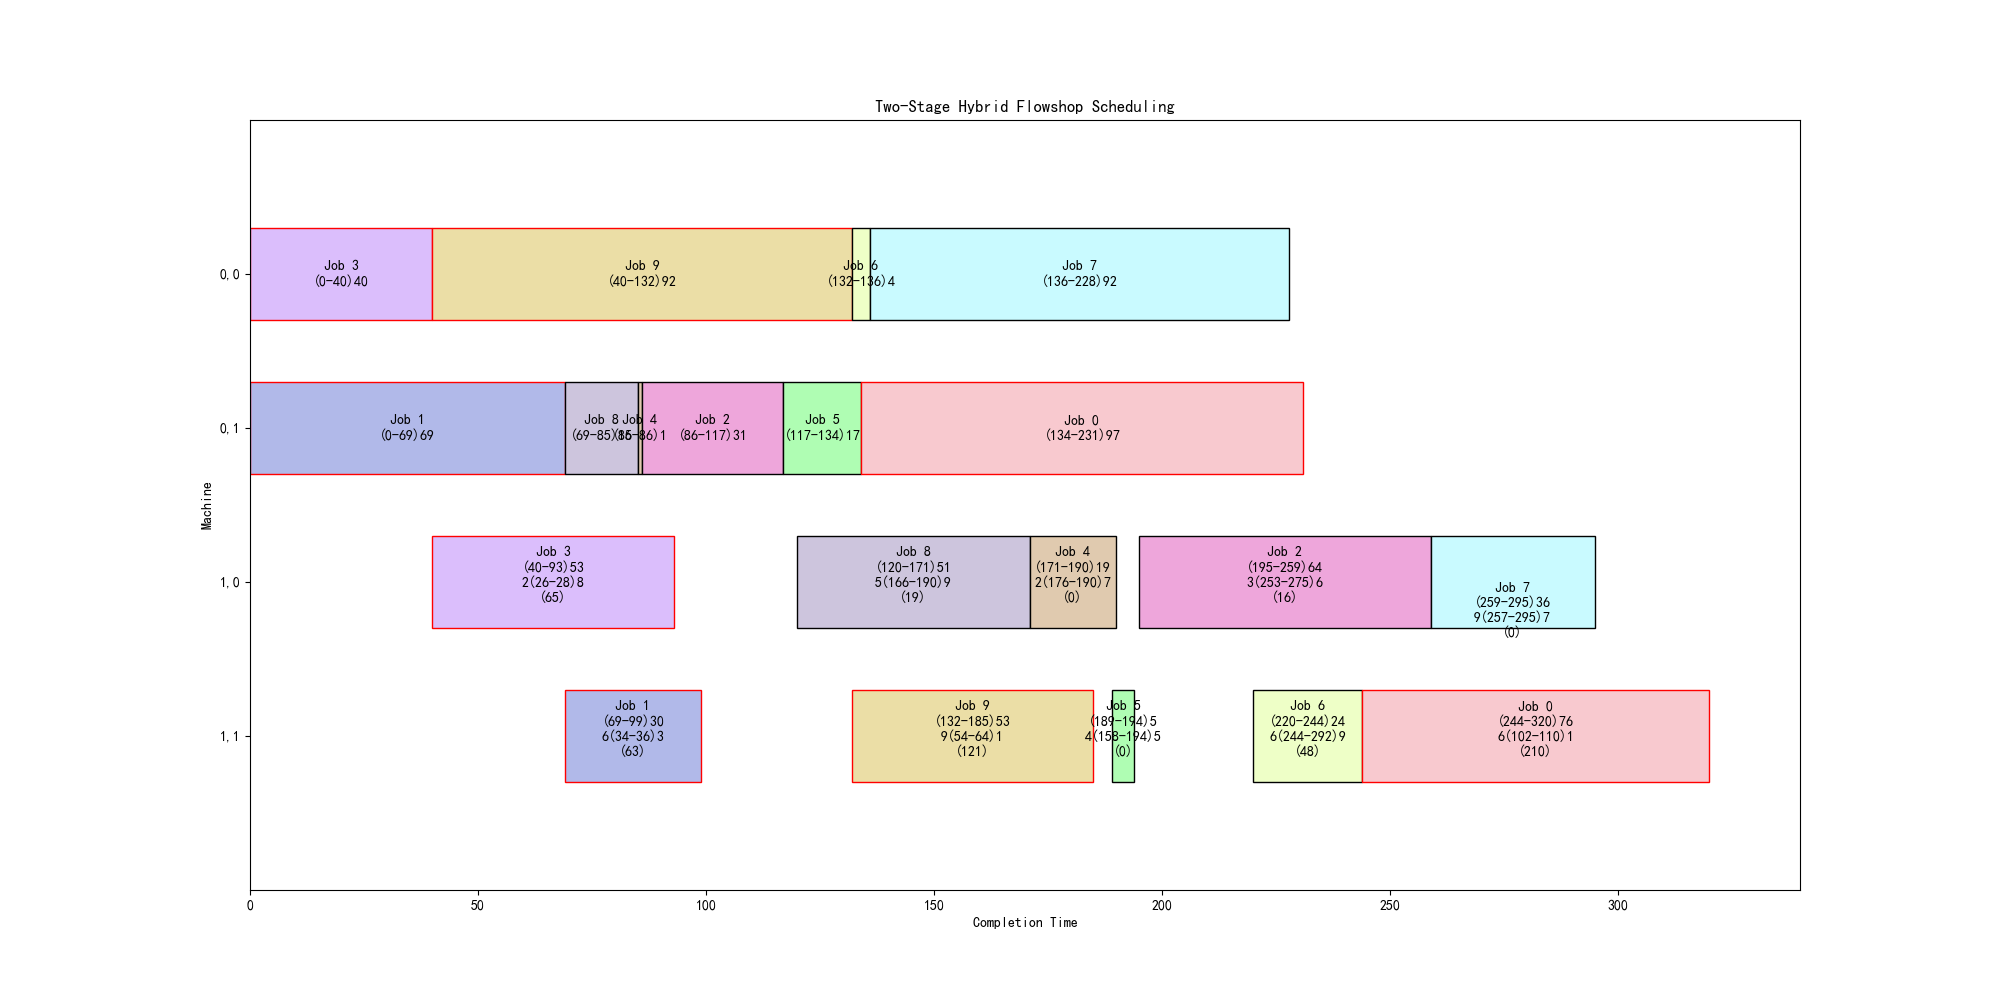 Two-Stage Hybrid Flowshop Scheduling
0,0
Job 3
(0-40)40
Job 9
(40-132)92
Job 6
(132-136)4
Job 7
(136-228)92
0,1
Job 1
(0-69)69
Job 8
(69-85)16
Job 4
(85-86)1
Job 2
(86-117)31
Job 5
(117-134)17
Job 0
(134-231)97
Machine
1,0
Job 3
(40-93)53
2(26-28)8
(65)
Job 8
(120-171)51
5(166-190)9
(19)
Job 4
(171-190)19
2(176-190)7
(0)
Job 2
(195-259)64
3(253-275)6
(16)
Job 7
(259-295)36
9(257-295)7
(0)
1,1
Job 1
(69-99)30
6(34-36)3
(63)
Job 9
(132-185)53
9(54-64)1
(121)
Job 5
(189-194)5
4(158-194)5
(0)
Job 6
(220-244)24
6(244-292)9
(48)
Job 0
(244-320)76
6(102-110)1
(210)
0 50 100 150 200 250 300
Completion Time